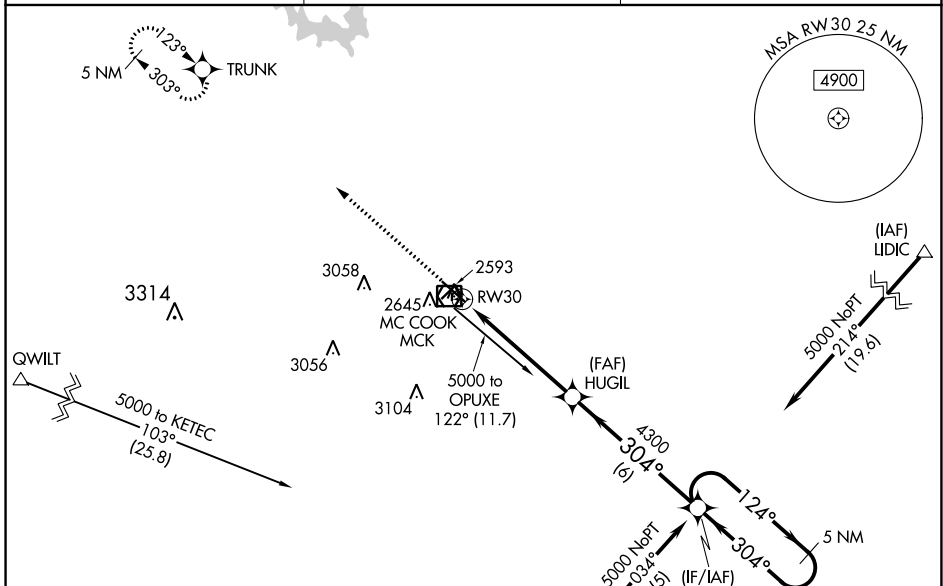 MSA RW30 25 NM
4900
123°
303°
5 NM
TRUNK
(IAF)
LIDIC
5000 NoPT
214°
(19.6)
3058
2593
3314
2645
RW30
MC COOK
MCK
3056
(FAF)
HUGIL
QWILT
5000 to
OPUXE
122° (11.7)
3104
5000 to KETEC
103°
(25.8)
4300
304°
(6)
124°
304°
5 NM
5000 NoPT
034°
(IF/IAF)